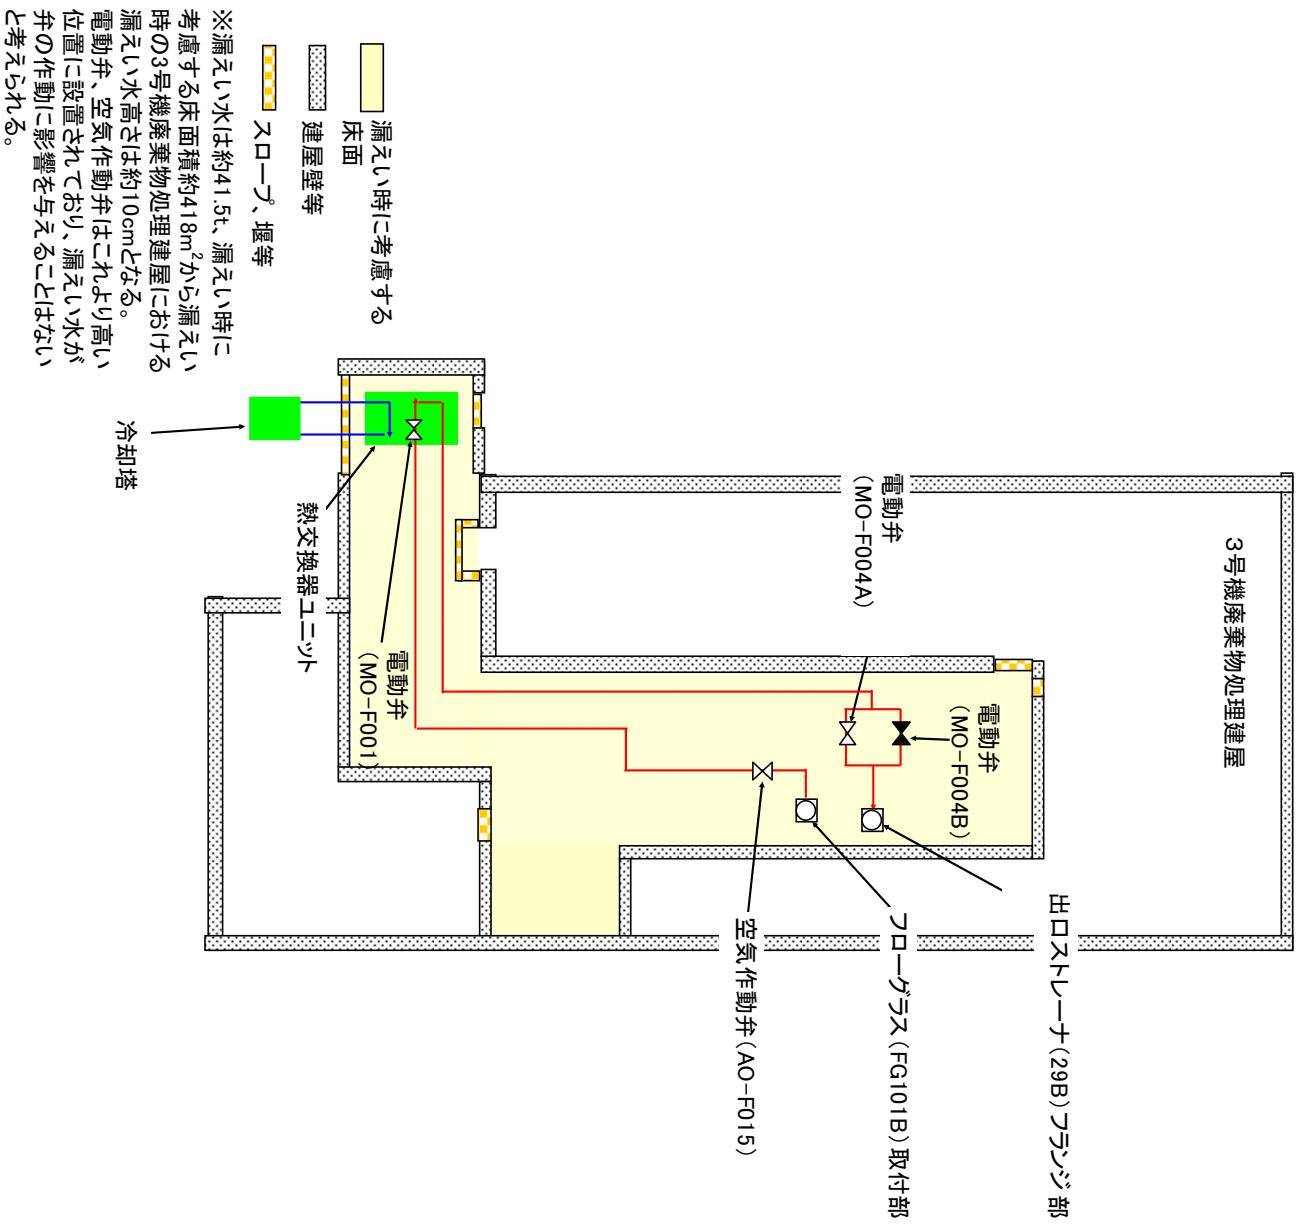 3号機廃棄物処理建屋
出口ストレーナ(29B)フランジ部
電動弁
(MO-F004B)
フローグラス(FG101B)取付部
電動弁
(MO-F004A)
空気作動弁(AO-F015)
電動弁
(MO-F001)
熱交換器ユニット
冷却塔
漏えい時に考慮する
床面
建屋壁等
スロープ、堰等
※漏えい水は約41.5t、漏えい時に
考慮する床面積約418m²から漏えい
時の3号機廃棄物処理建屋における
漏えい水高さは約10cmとなる。
電動弁、空気作動弁はこれより高い
位置に設置されており、漏えい水が
弁の作動に影響を与えることはない
と考えられる。